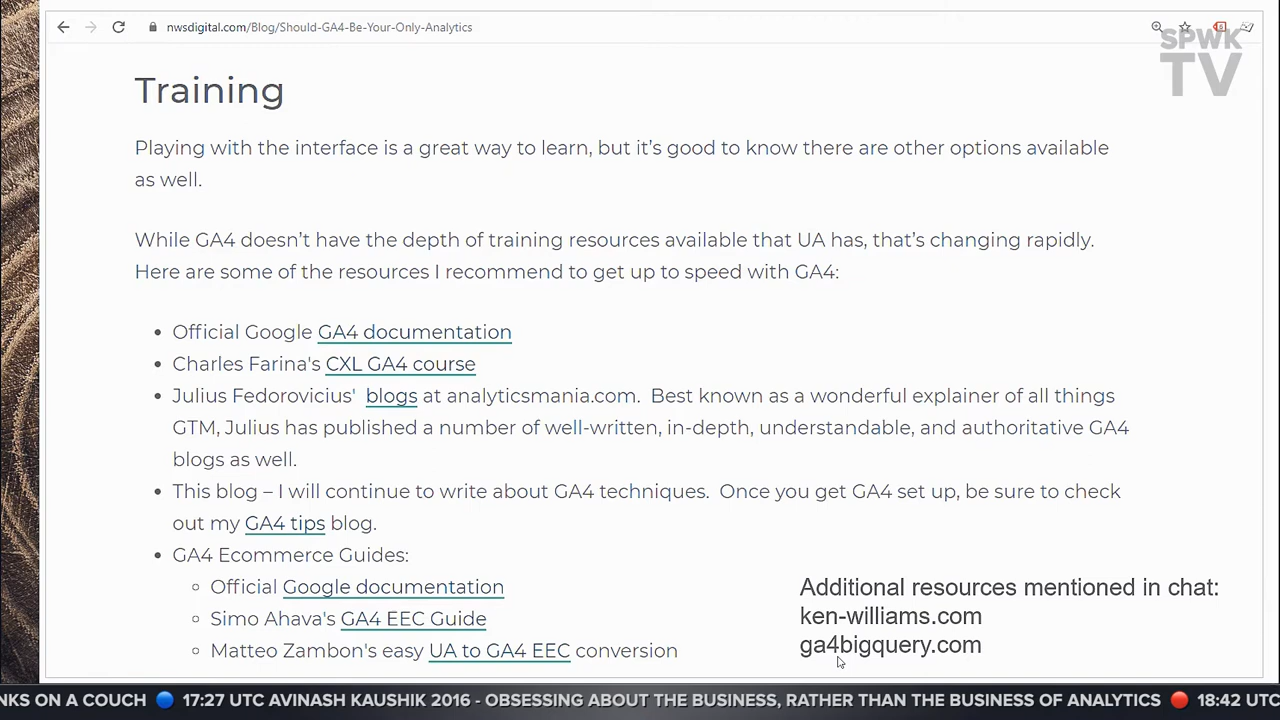 nwsdigital.com/Blog/Should-GA4-Be-Your-Only-Analytics
SPWK
TV
Training
Playing with the interface is a great way to learn, but it’s good to know there are other options available
as well.
While GA4 doesn’t have the depth of training resources available that UA has, that’s changing rapidly.
Here are some of the resources I recommend to get up to speed with GA4:
• Official Google GA4 documentation
• Charles Farina's CXL GA4 course
• Julius Fedorovicius' blogs at analyticsmania.com. Best known as a wonderful explainer of all things
GTM, Julius has published a number of well-written, in-depth, understandable, and authoritative GA4
blogs as well.
• This blog – I will continue to write about GA4 techniques. Once you get GA4 set up, be sure to check
out my GA4 tips blog.
• GA4 Ecommerce Guides:
◦ Official Google documentation
◦ Simo Ahava's GA4 EEC Guide
◦ Matteo Zambon's easy UA to GA4 EEC conversion
Additional resources mentioned in chat:
ken-williams.com
ga4bigquery.com
NKS ON A COUCH 🔵 17:27 UTC AVINASH KAUSHIK 2016 - OBSESSING ABOUT THE BUSINESS, RATHER THAN THE BUSINESS OF ANALYTICS 🔴 18:42 UTC